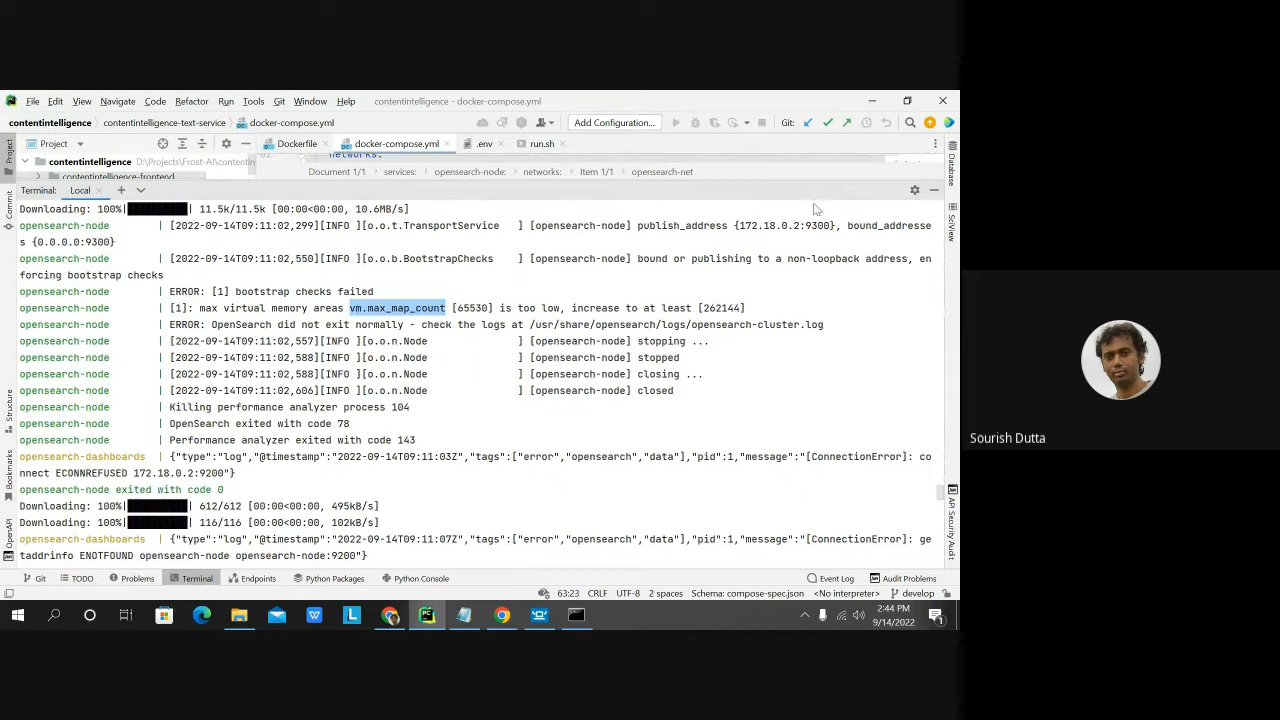 File Edit View Navigate Code Refactor Run Tools Git Window Help contentintelligence - docker-compose.yml
contentintelligence contentintelligence-text-service docker-compose.yml Add Configuration... Git:
Project Dockerfile docker-compose.yml .env run.sh
contentintelligence D:\Projects\Frost-AI\contentin
networks:
contentintelligence-frontend
Document 1/1 services: opensearch-node: networks: Item 1/1 opensearch-net
Terminal: Local
Downloading: 100%| | 11.5k/11.5k [00:00<00:00, 10.6MB/s]
opensearch-node | [2022-09-14T09:11:02,299][INFO ][o.o.t.TransportService ] [opensearch-node] publish_address {172.18.0.2:9300}, bound_addresse
s {0.0.0.0:9300}
opensearch-node | [2022-09-14T09:11:02,550][INFO ][o.o.b.BootstrapChecks ] [opensearch-node] bound or publishing to a non-loopback address, en
forcing bootstrap checks
opensearch-node | ERROR: [1] bootstrap checks failed
opensearch-node | [1]: max virtual memory areas vm.max_map_count [65530] is too low, increase to at least [262144]
opensearch-node | ERROR: OpenSearch did not exit normally - check the logs at /usr/share/opensearch/logs/opensearch-cluster.log
opensearch-node | [2022-09-14T09:11:02,557][INFO ][o.o.n.Node ] [opensearch-node] stopping ...
opensearch-node | [2022-09-14T09:11:02,588][INFO ][o.o.n.Node ] [opensearch-node] stopped
opensearch-node | [2022-09-14T09:11:02,588][INFO ][o.o.n.Node ] [opensearch-node] closing ...
opensearch-node | [2022-09-14T09:11:02,606][INFO ][o.o.n.Node ] [opensearch-node] closed
opensearch-node | Killing performance analyzer process 104
opensearch-node | OpenSearch exited with code 78
opensearch-node | Performance analyzer exited with code 143
opensearch-dashboards | {"type":"log","@timestamp":"2022-09-14T09:11:03Z","tags":["error","opensearch","data"],"pid":1,"message":"[ConnectionError]: co
nnect ECONNREFUSED 172.18.0.2:9200"}
opensearch-node exited with code 0
Downloading: 100%| | 612/612 [00:00<00:00, 495kB/s]
Downloading: 100%| | 116/116 [00:00<00:00, 102kB/s]
opensearch-dashboards | {"type":"log","@timestamp":"2022-09-14T09:11:07Z","tags":["error","opensearch","data"],"pid":1,"message":"[ConnectionError]: ge
taddrinfo ENOTFOUND opensearch-node opensearch-node:9200"}
Git TODO Problems Terminal Endpoints Python Packages Python Console Event Log Audit Problems
63:23 CRLF UTF-8 2 spaces Schema: compose-spec.json <No interpreter> develop
2:44 PM
9/14/2022
Project
Commit
Structure
Bookmarks
OpenAPI
Database
SciView
API Security Audit
Sourish Dutta